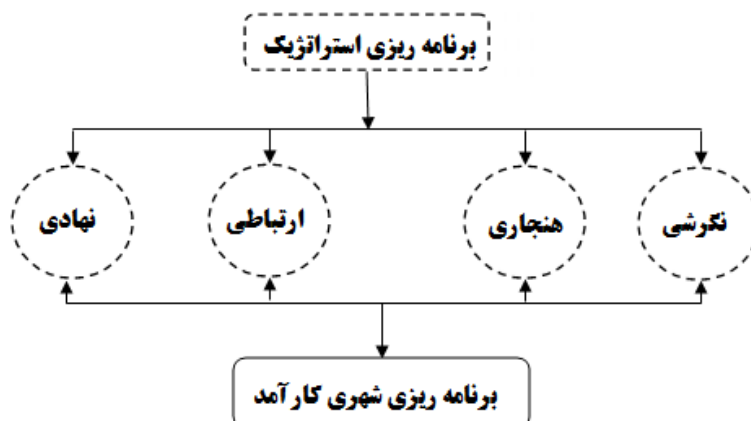 برنامه ریزی استراتژیک
نگرشی
هنجاری
ارتباطی
نهادی
برنامه ریزی شهری کارآمد